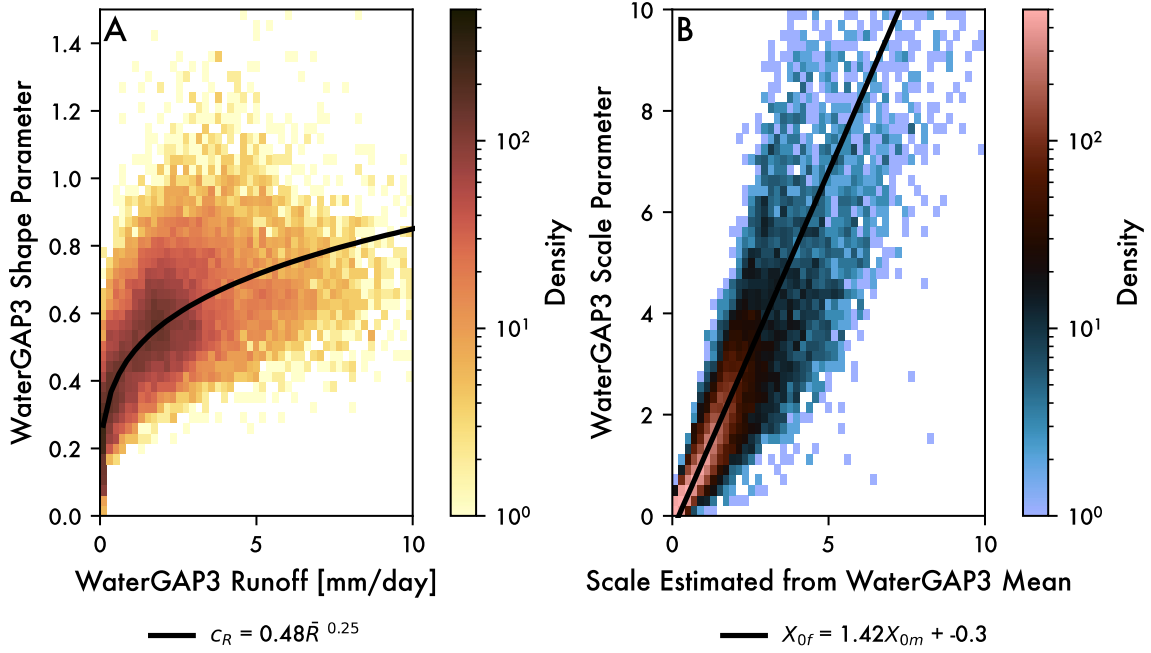 A
WaterGAP3 Shape Parameter
1.4
1.2
1.0
0.8
0.6
0.4
0.2
0.0
0 5 10
WaterGAP3 Runoff [mm/day]
c_R = 0.48R̄ ^0.25
10²
10¹
10⁰
Density
B
WaterGAP3 Scale Parameter
10
8
6
4
2
0
0 5 10
Scale Estimated from WaterGAP3 Mean
X_0f = 1.42X_0m + -0.3
10²
10¹
10⁰
Density